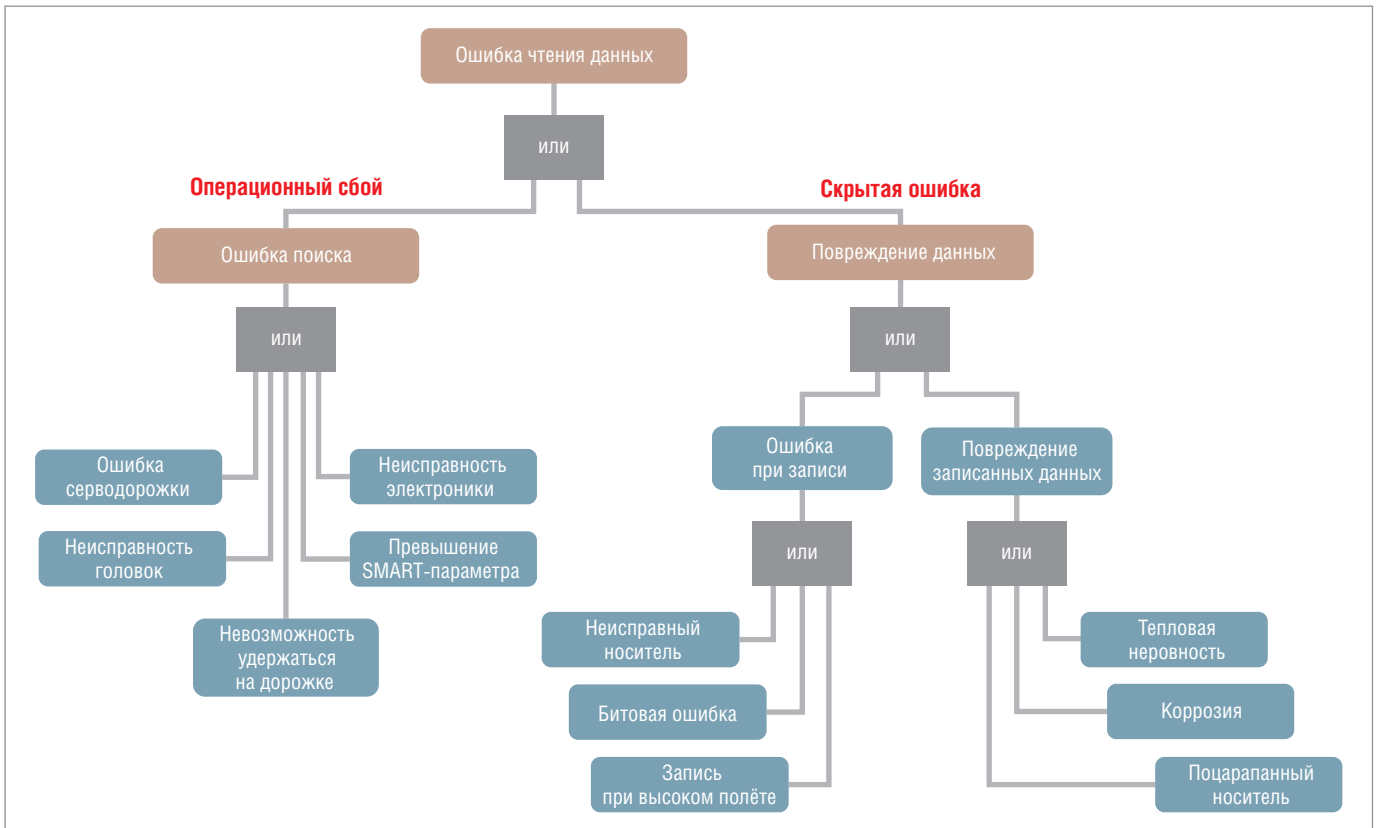 Ошибка чтения данных
или
Операционный сбой
Скрытая ошибка
Ошибка поиска
Повреждение данных
или
или
Ошибка
серводорожки
Неисправность
электроники
Неисправность
головок
Превышение
SMART-параметра
Невозможность
удержаться
на дорожке
Ошибка
при записи
Повреждение
записанных данных
или
или
Неисправный
носитель
Битовая ошибка
Запись
при высоком полёте
Тепловая
неровность
Коррозия
Поцарапанный
носитель